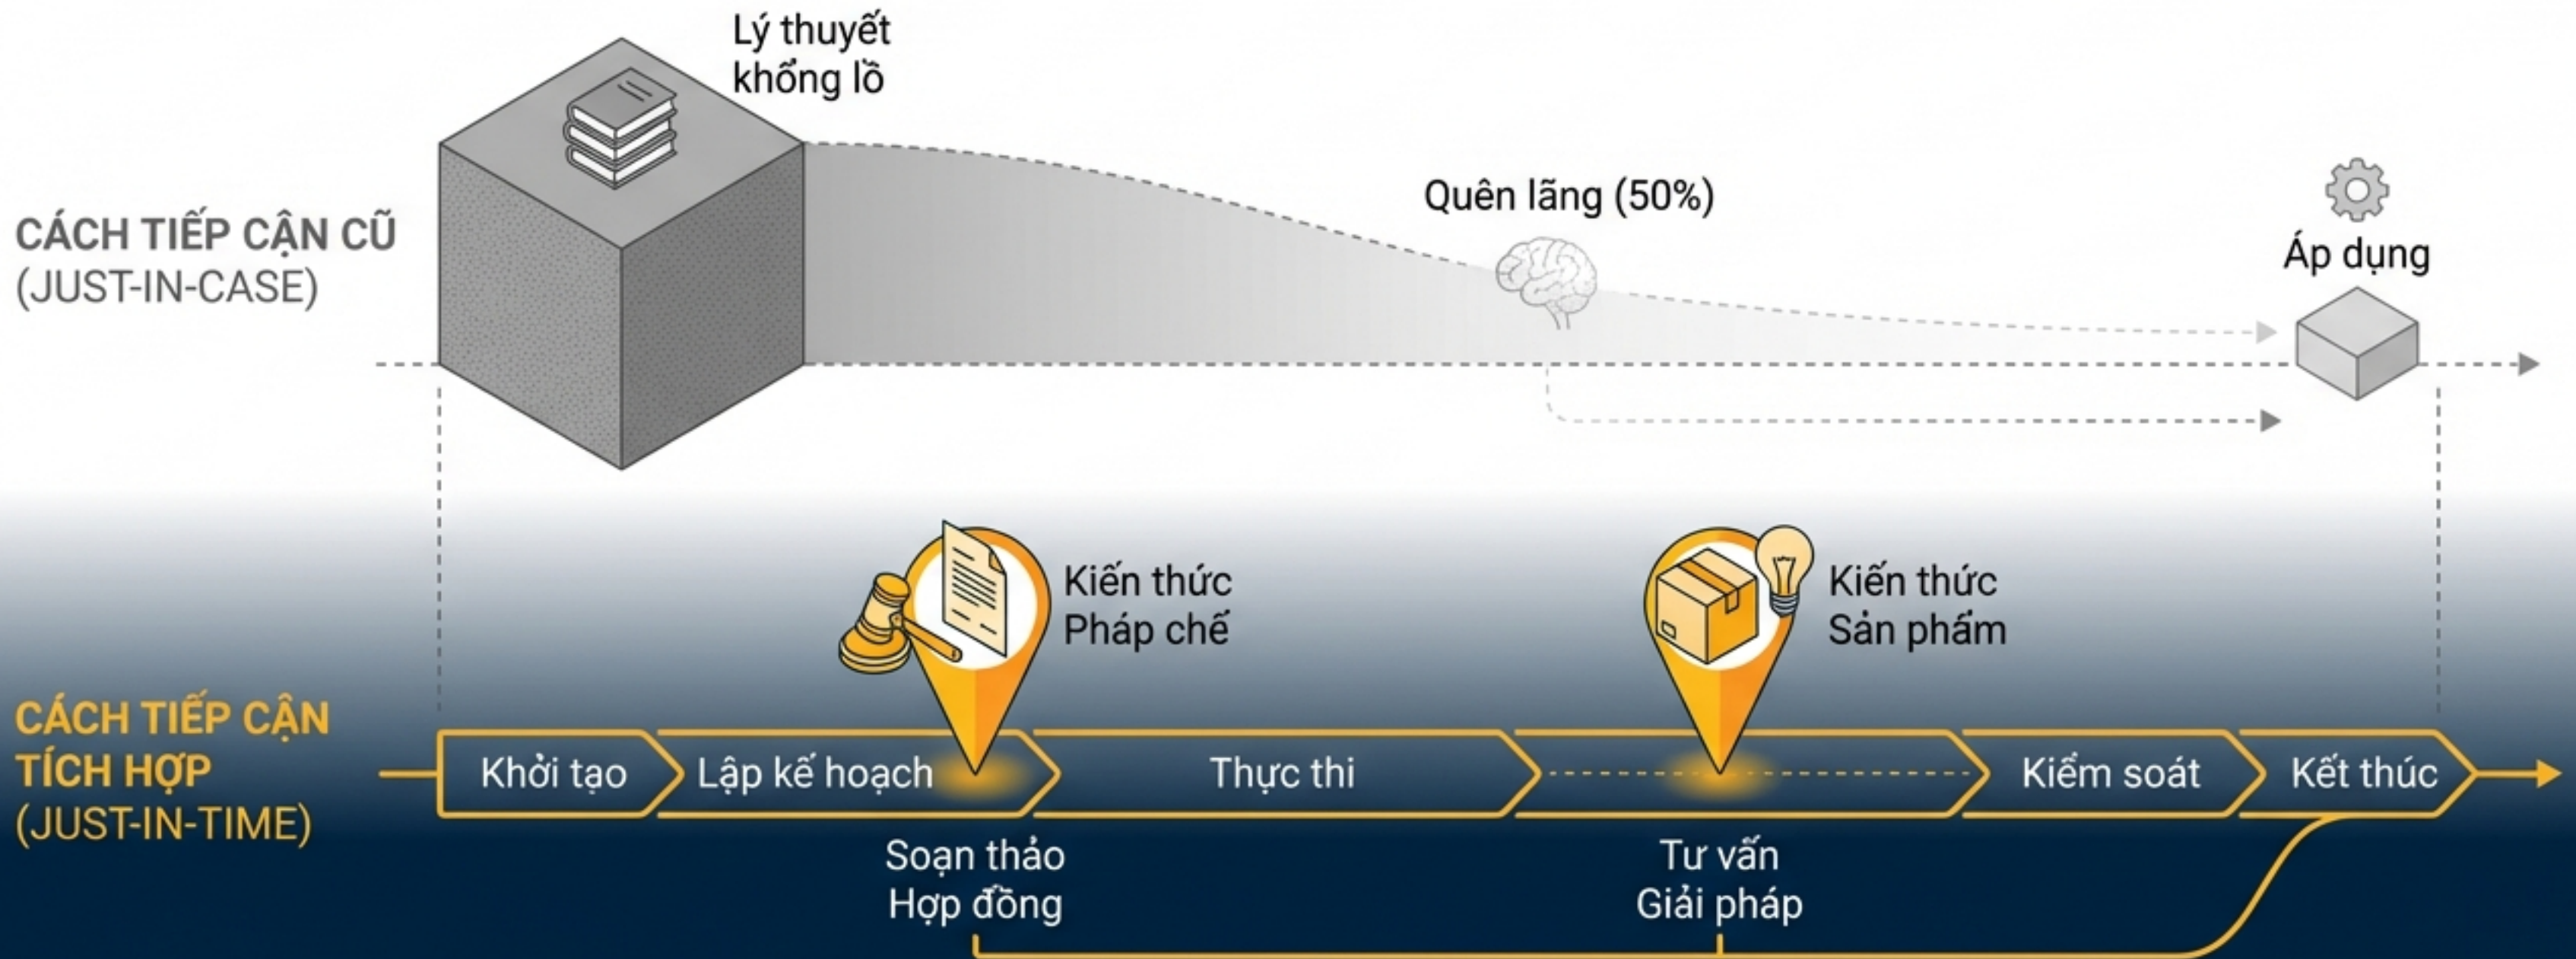 Lý thuyết
khổng lồ
CÁCH TIẾP CẬN CŨ
(JUST-IN-CASE)
Quên lãng (50%)
Áp dụng
Kiến thức
Pháp chế
Kiến thức
Sản phẩm
CÁCH TIẾP CẬN
TÍCH HỢP
(JUST-IN-TIME)
Khởi tạo
Lập kế hoạch
Thực thi
Kiểm soát
Kết thúc
Soạn thảo
Hợp đồng
Tư vấn
Giải pháp